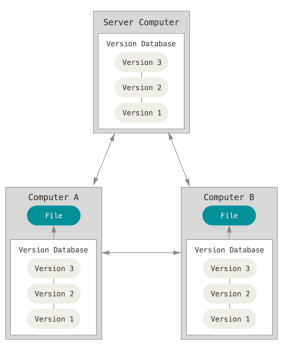 Server Computer
Version Database
Version 3
Version 2
Version 1
Computer A
File
Version Database
Version 3
Version 2
Version 1
Computer B
File
Version Database
Version 3
Version 2
Version 1